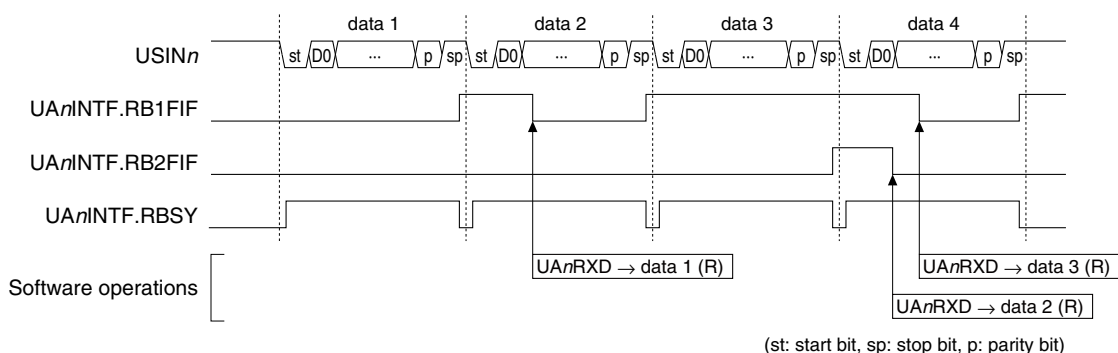 data 1 data 2 data 3 data 4
USINn st D0 ... p sp st D0 ... p sp st D0 ... p sp st D0 ... p sp
UAnINTF.RB1FIF
UAnINTF.RB2FIF
UAnINTF.RBSY
UAnRXD → data 1 (R) UAnRXD → data 3 (R)
Software operations
UAnRXD → data 2 (R)
(st: start bit, sp: stop bit, p: parity bit)